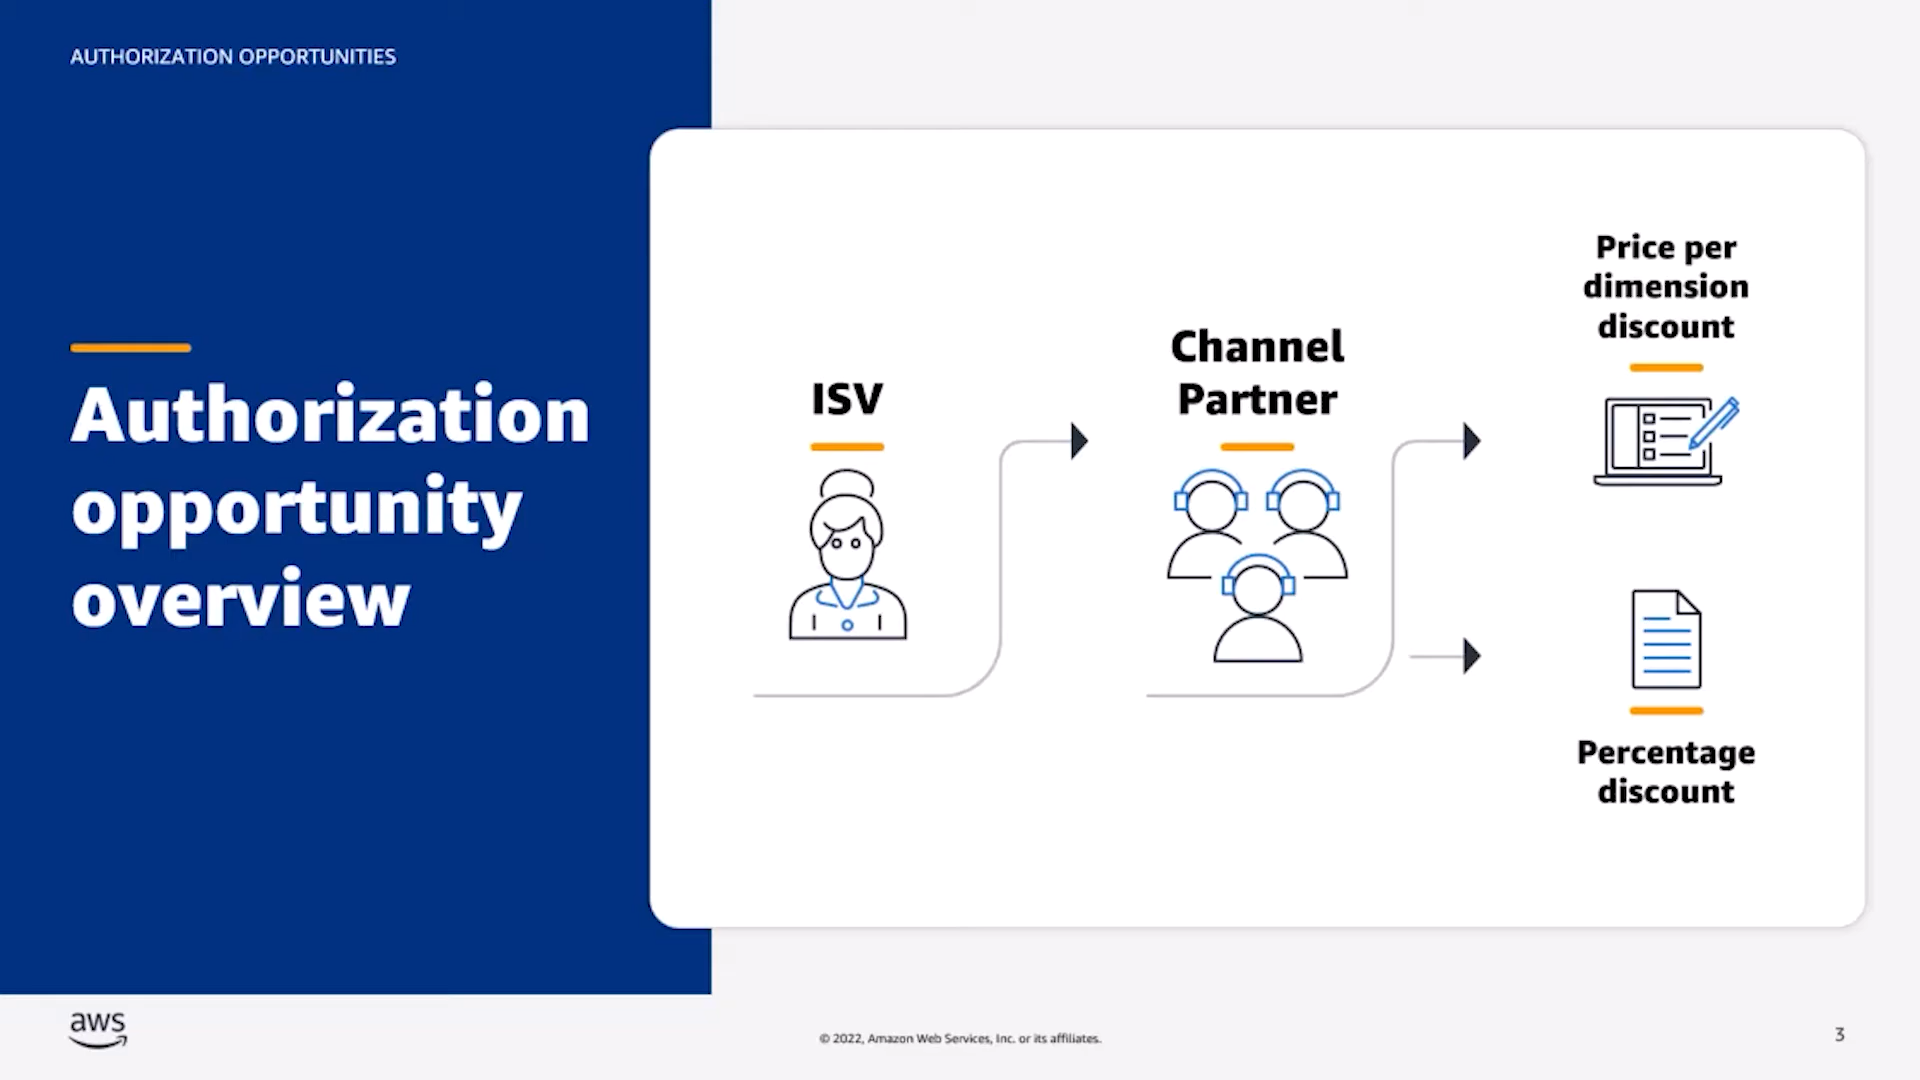 AUTHORIZATION OPPORTUNITIES
Authorization
opportunity
overview
ISV
Channel
Partner
Price per
dimension
discount
Percentage
discount
aws
© 2022, Amazon Web Services, Inc. or its affiliates.
3